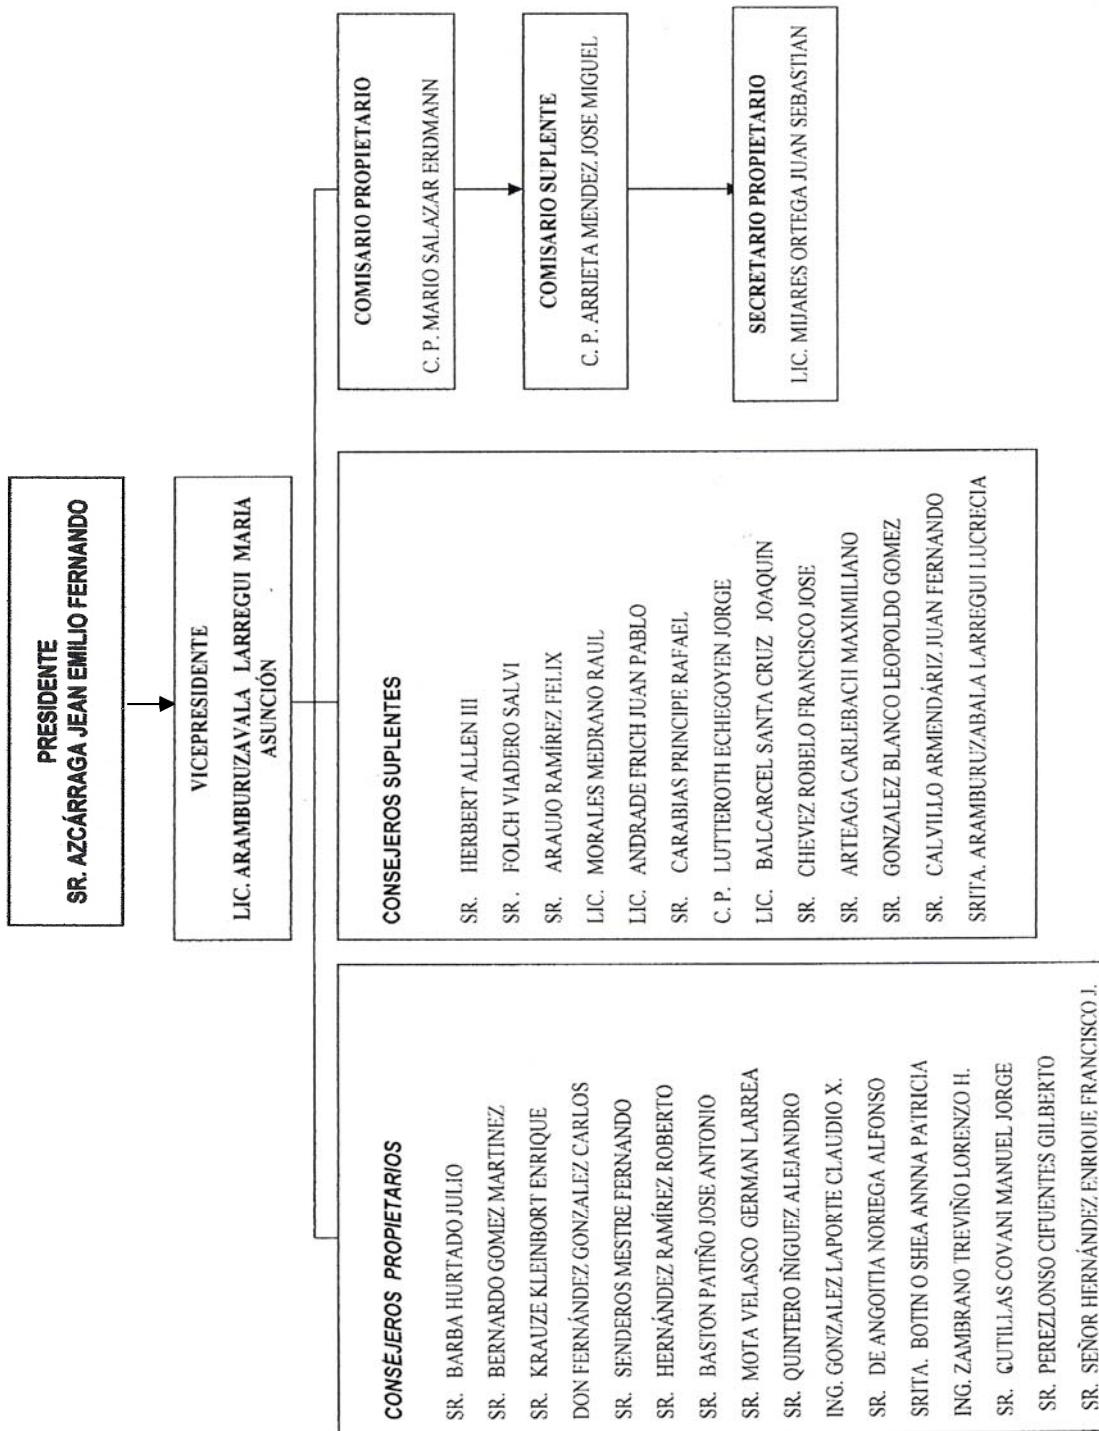 PRESIDENTE
SR. AZCÁRRAGA JEAN EMILIO FERNANDO
VICEPRESIDENTE
LIC. ARAMBURUZAVALA LARREGUI MARIA
ASUNCIÓN
CONSEJEROS PROPIETARIOS
SR. BARBA HURTADO JULIO
SR. BERNARDO GOMEZ MARTINEZ
SR. KRAUZE KLEINBORT ENRIQUE
DON FERNÁNDEZ GONZALEZ CARLOS
SR. SENDEROS MESTRE FERNANDO
SR. HERNÁNDEZ RAMÍREZ ROBERTO
SR. BASTON PATIÑO JOSE ANTONIO
SR. MOTA VELASCO GERMAN LARREA
SR. QUINTERO IÑIGUEZ ALEJANDRO
ING. GONZALEZ LAPORTE CLAUDIO X.
SR. DE ANGOITIA NORIEGA ALFONSO
SRITA. BOTIN O SHEA ANNNA PATRICIA
ING. ZAMBRANO TREVIÑO LORENZO H.
SR. CUTILLAS COVANI MANUEL JORGE
SR. PEREZLONSO CIFUENTES GILBERTO
SR. SEÑOR HERNÁNDEZ ENRIQUE FRANCISCO J.
CONSEJEROS SUPLENTES
SR. HERBERT ALLEN III
SR. FOLCH VIADERO SALVI
SR. ARAUJO RAMÍREZ FELIX
LIC. MORALES MEDRANO RAUL
LIC. ANDRADE FRICH JUAN PABLO
SR. CARABIAS PRINCIPE RAFAEL
C. P. LUTTEROTH ECHEGOYEN JORGE
LIC. BALCARCEL SANTA CRUZ JOAQUIN
SR. CHEVEZ ROBELO FRANCISCO JOSE
SR. ARTEAGA CARLEBACH MAXIMILIANO
SR. GONZALEZ BLANCO LEOPOLDO GOMEZ
SR. CALVILLO ARMENDÁRIZ JUAN FERNANDO
SRITA. ARAMBURUZABALA LARREGUI LUCRECIA
COMISARIO PROPIETARIO
C. P. MARIO SALAZAR ERDMANN
COMISARIO SUPLENTE
C. P. ARRIETA MENDEZ JOSE MIGUEL
SECRETARIO PROPIETARIO
LIC. MIJARES ORTEGA JUAN SEBASTIAN